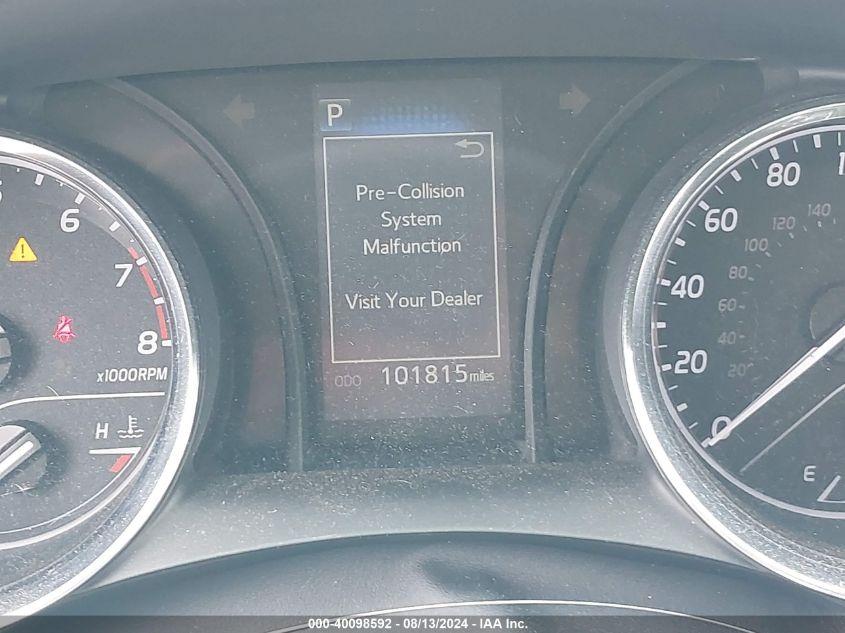 P
Pre-Collision
System
Malfunction
Visit Your Dealer
ODO 101815 miles
6
7
8
x1000RPM
H
0
20
40
60
80
20
40
60
80
100
120
140
E
000-40098592 - 08/13/2024 - IAA Inc.